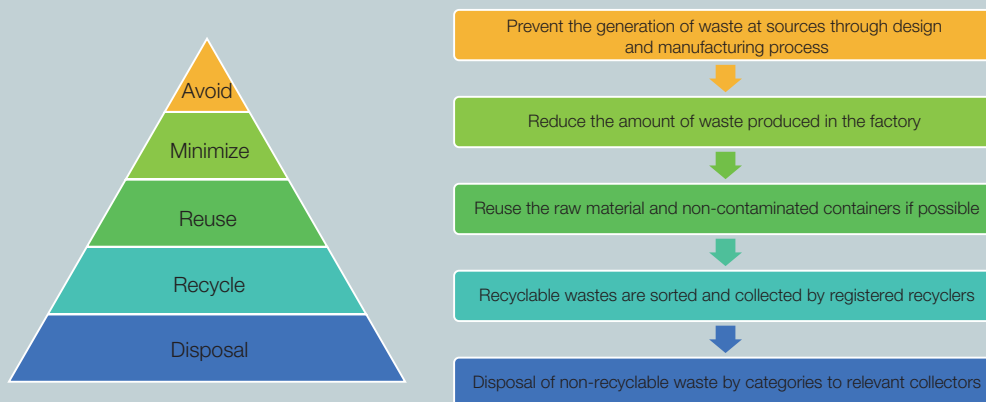 Avoid
Minimize
Reuse
Recycle
Disposal
Prevent the generation of waste at sources through design
and manufacturing process
Reduce the amount of waste produced in the factory
Reuse the raw material and non-contaminated containers if possible
Recyclable wastes are sorted and collected by registered recyclers
Disposal of non-recyclable waste by categories to relevant collectors